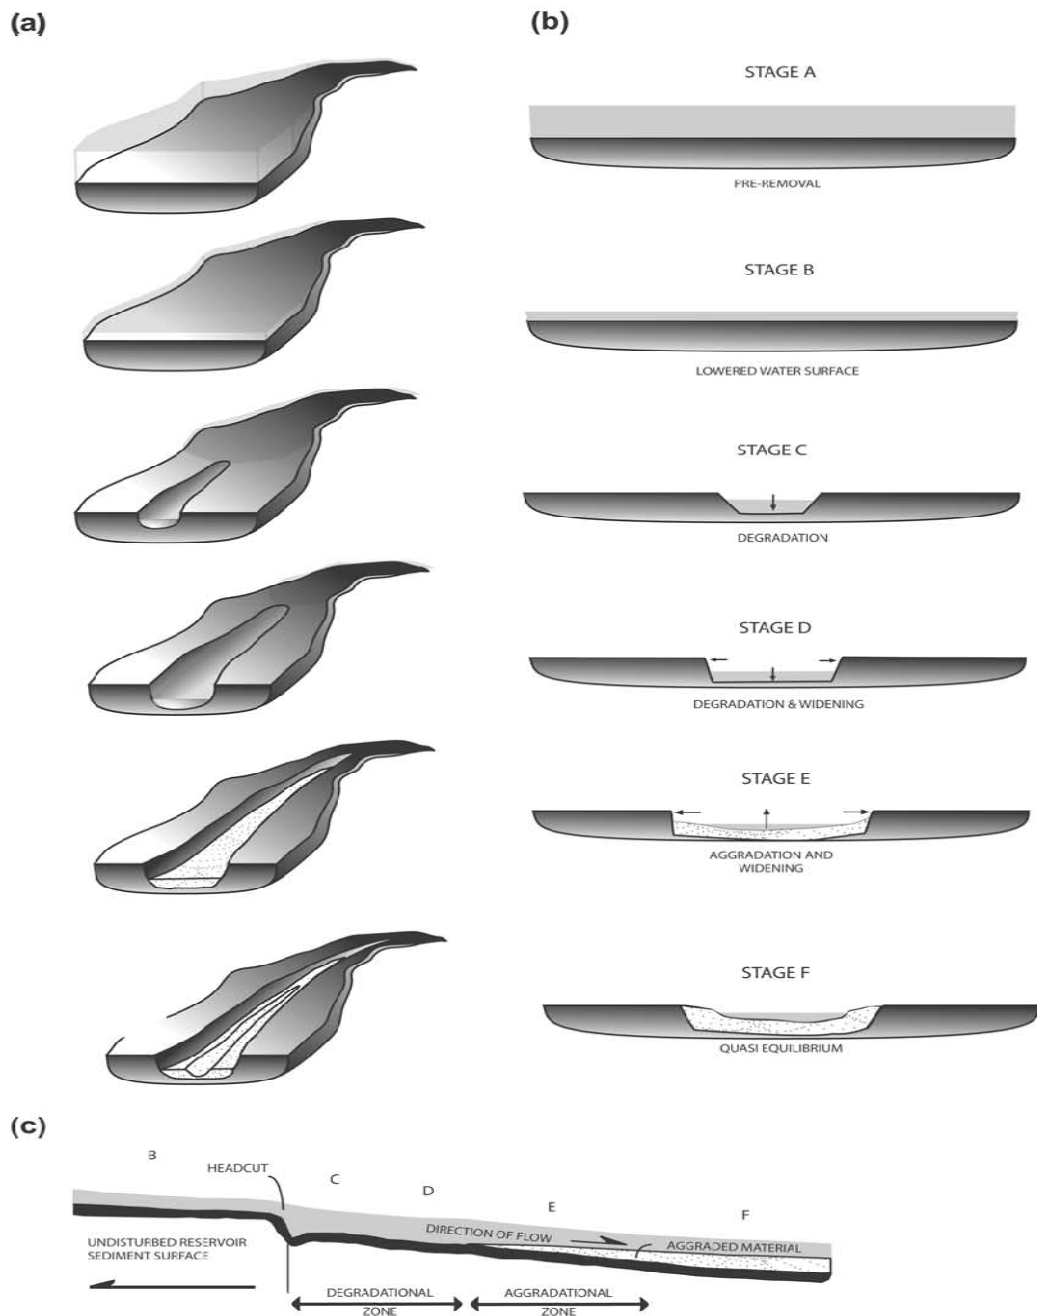 (a)
(b)
STAGE A
PRE-REMOVAL
STAGE B
LOWERED WATER SURFACE
STAGE C
DEGRADATION
STAGE D
DEGRADATION & WIDENING
STAGE E
AGGRADATION AND
WIDENING
STAGE F
QUASI EQUILIBRIUM
(c)
B
HEADCUT
C
D
E
F
DIRECTION OF FLOW
AGGRADED MATERIAL
UNDISTURBED RESERVOIR
SEDIMENT SURFACE
DEGRADATIONAL
ZONE
AGGRADATIONAL
ZONE